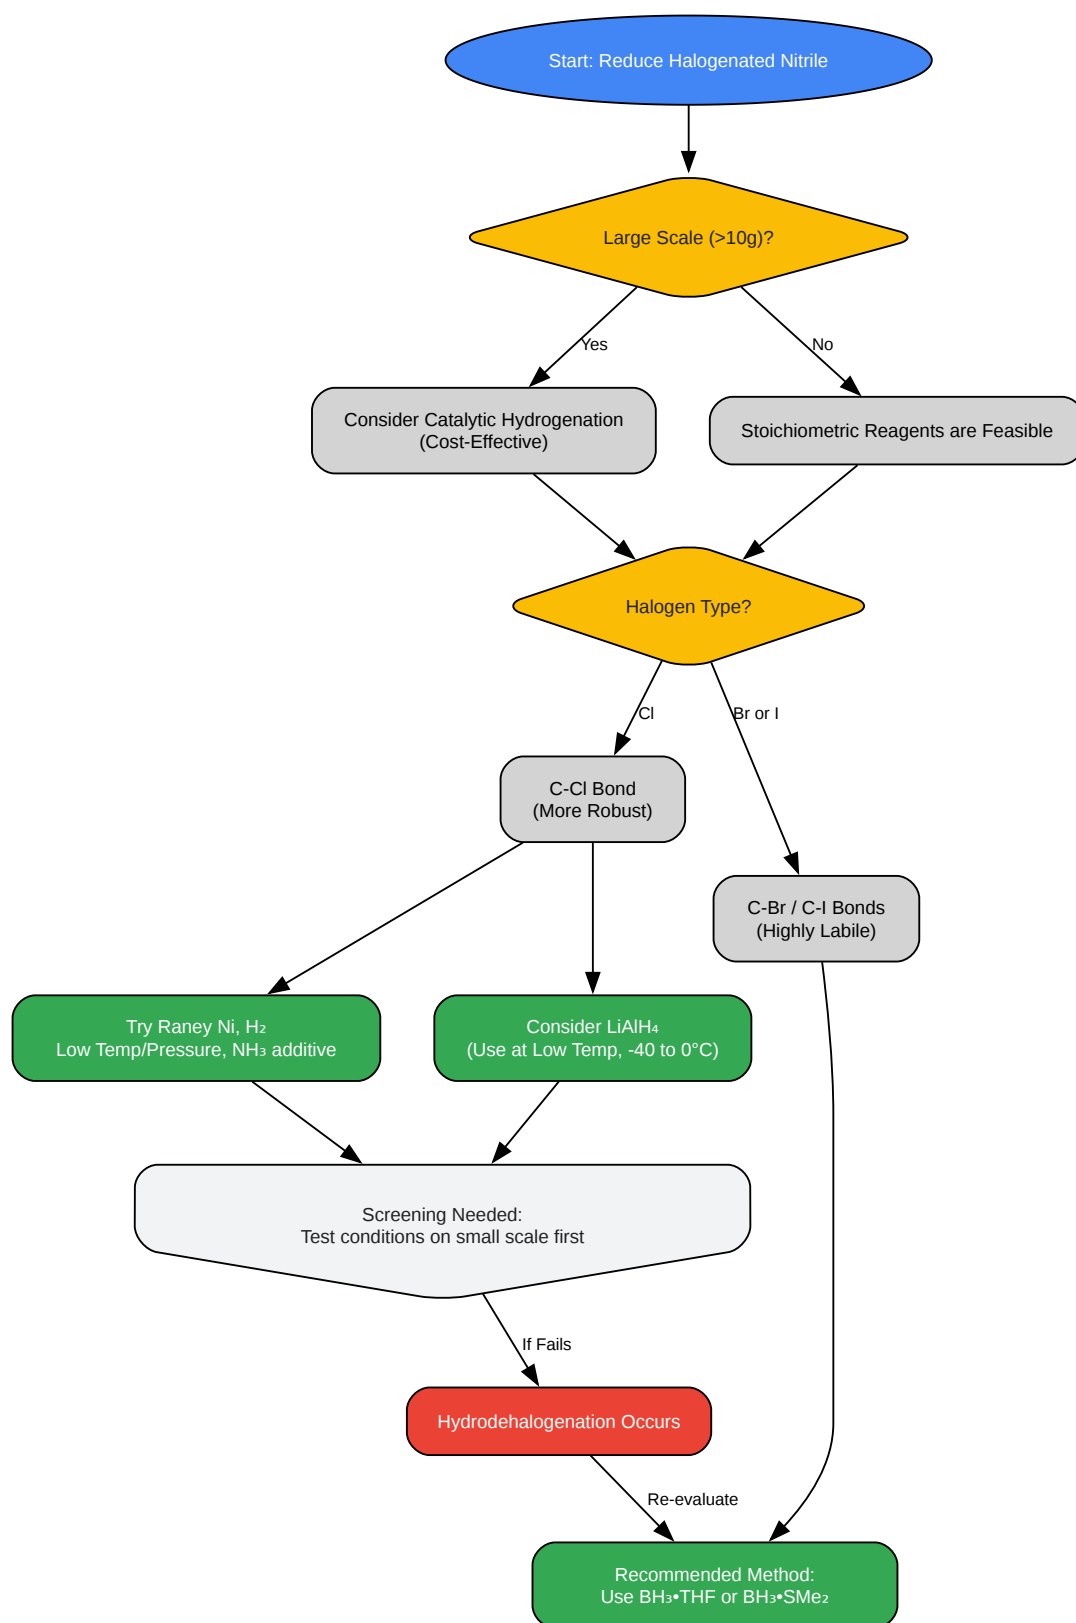 Start: Reduce Halogenated Nitrile
Large Scale (>10g)?
Yes
No
Consider Catalytic Hydrogenation
(Cost-Effective)
Stoichiometric Reagents are Feasible
Halogen Type?
Cl
Br or I
C-Cl Bond
(More Robust)
C-Br / C-I Bonds
(Highly Labile)
Try Raney Ni, H₂
Low Temp/Pressure, NH₃ additive
Consider LiAlH₄
(Use at Low Temp, -40 to 0°C)
Screening Needed:
Test conditions on small scale first
If Fails
Hydrodehalogenation Occurs
Re-evaluate
Recommended Method:
Use BH₃•THF or BH₃•SMe₂